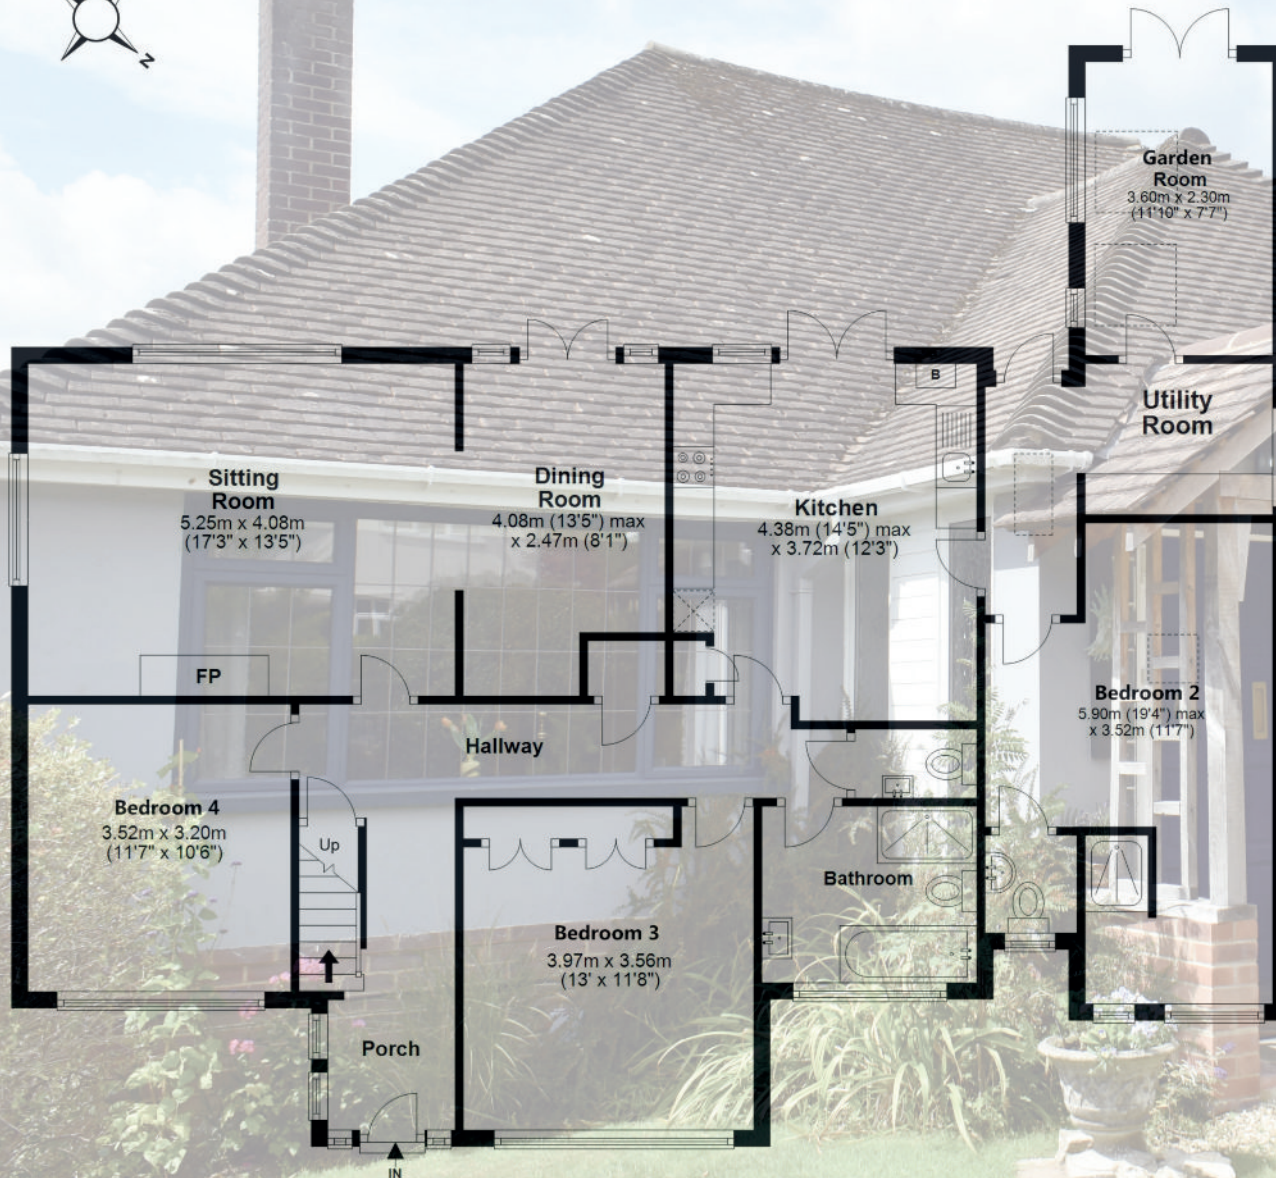 N
Garden
Room
3.60m x 2.30m
(11'10" x 7'7")
B
Utility
Room
Sitting
Room
5.25m x 4.08m
(17'3" x 13'5")
Dining
Room
4.08m (13'5") max
x 2.47m (8'1")
Kitchen
4.38m (14'5") max
x 3.72m (12'3")
FP
Bedroom 2
5.90m (19'4") max
x 3.52m (11'7")
Hallway
Bedroom 4
3.52m x 3.20m
(11'7" x 10'6")
Up
Bathroom
Bedroom 3
3.97m x 3.56m
(13' x 11'8")
Porch
IN